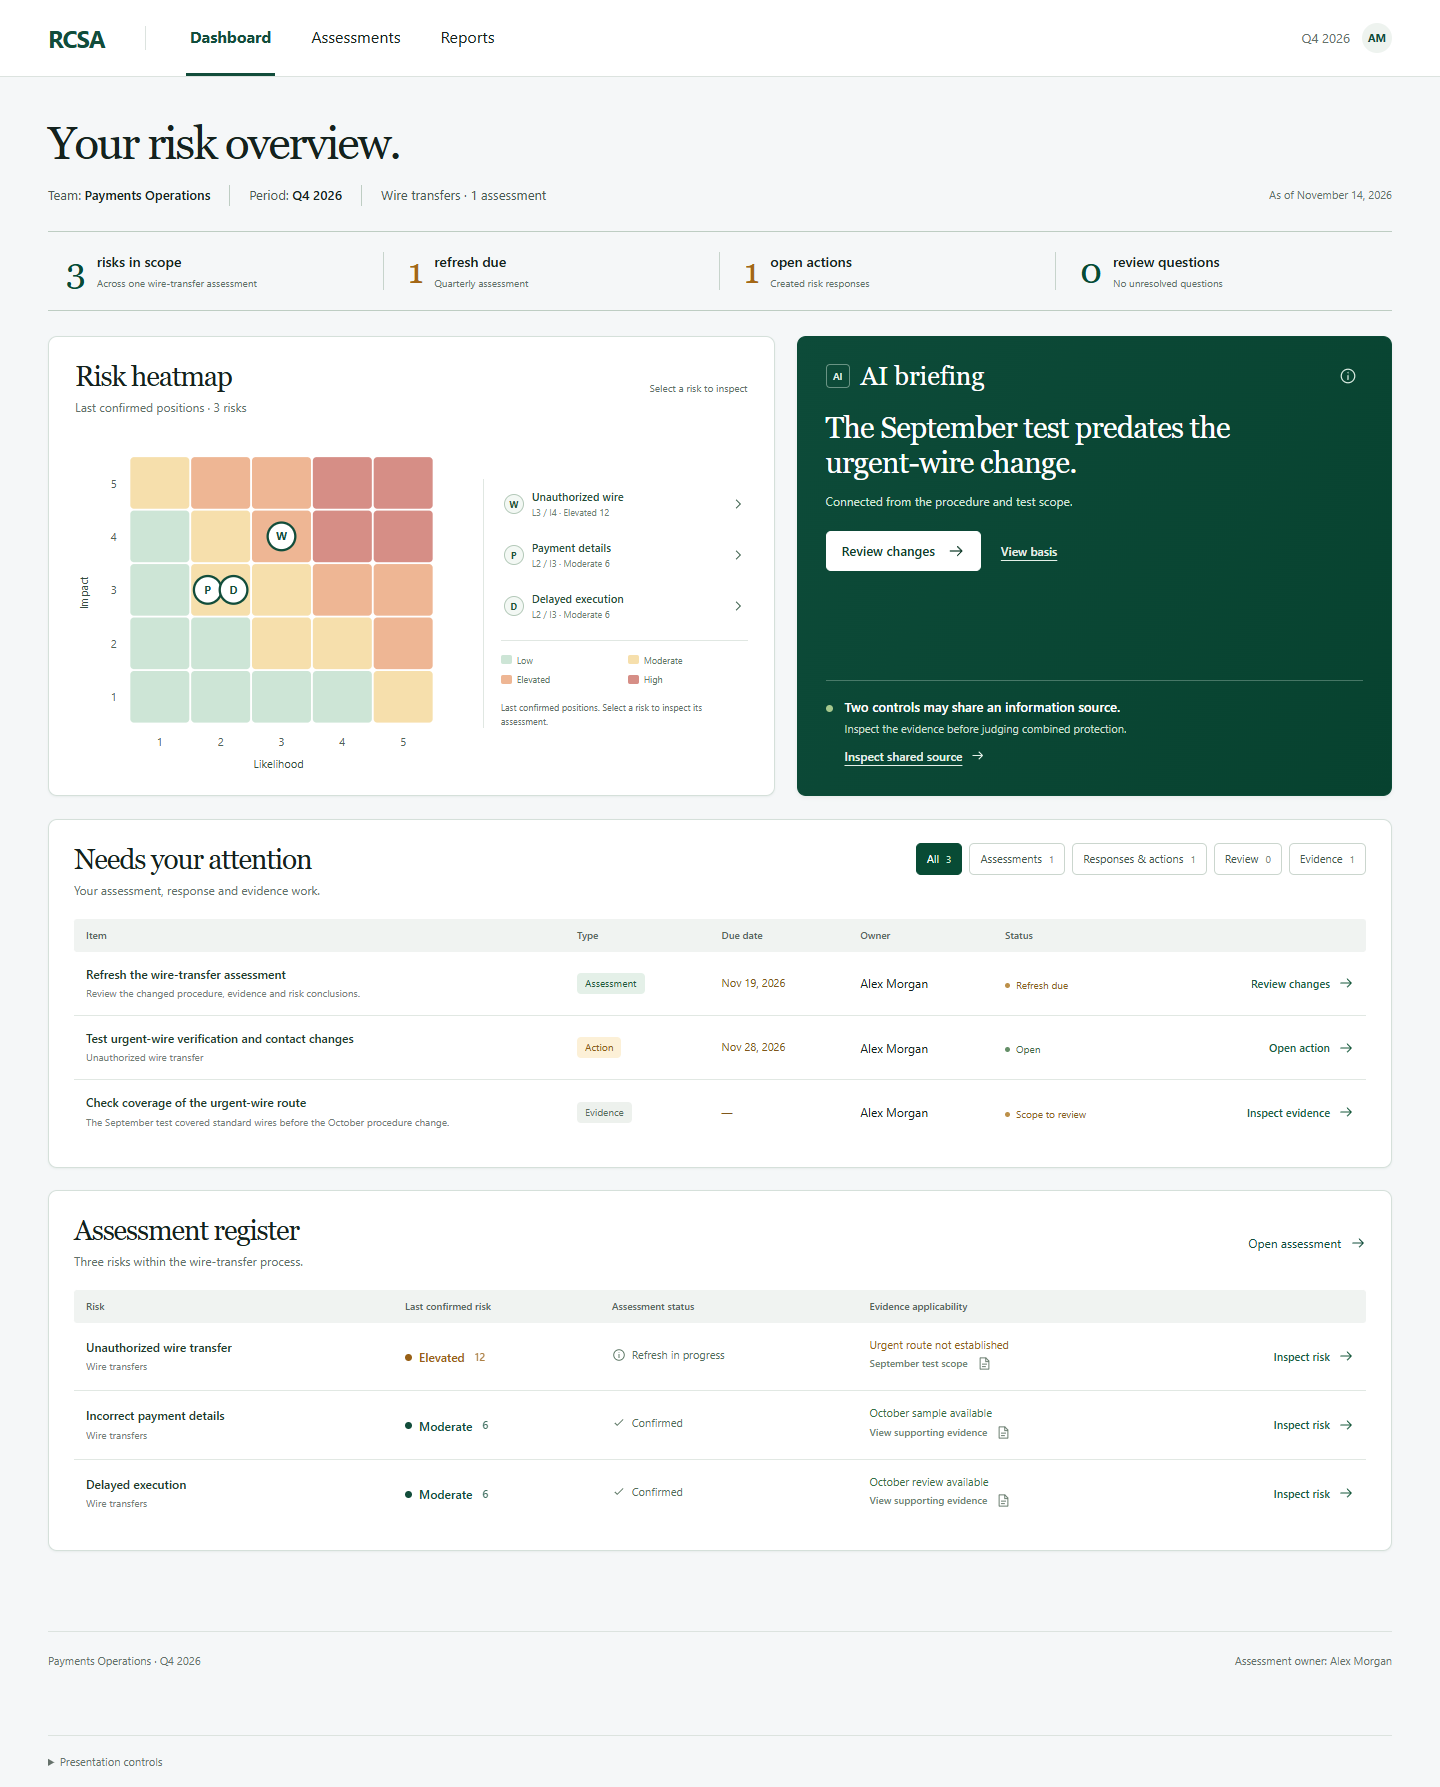 RCSA
Dashboard
Assessments
Reports
Q4 2026
AM
Your risk overview.
Team: Payments Operations
Period: Q4 2026
Wire transfers · 1 assessment
As of November 14, 2026
3
risks in scope
Across one wire-transfer assessment
1
refresh due
Quarterly assessment
1
open actions
Created risk responses
0
review questions
No unresolved questions
Risk heatmap
Last confirmed positions · 3 risks
Select a risk to inspect
Impact
5
4
3
2
1
W
P
D
1
2
3
4
5
Likelihood
W
Unauthorized wire
L3 / I4 · Elevated 12
P
Payment details
L2 / I3 · Moderate 6
D
Delayed execution
L2 / I3 · Moderate 6
Low
Moderate
Elevated
High
Last confirmed positions. Select a risk to inspect its
assessment.
AI
AI briefing
The September test predates the
urgent-wire change.
Connected from the procedure and test scope.
Review changes
View basis
Two controls may share an information source.
Inspect the evidence before judging combined protection.
Inspect shared source
Needs your attention
Your assessment, response and evidence work.
All 3
Assessments 1
Responses & actions 1
Review 0
Evidence 1
Item
Type
Due date
Owner
Status
Refresh the wire-transfer assessment
Review the changed procedure, evidence and risk conclusions.
Assessment
Nov 19, 2026
Alex Morgan
Refresh due
Review changes
Test urgent-wire verification and contact changes
Unauthorized wire transfer
Action
Nov 28, 2026
Alex Morgan
Open
Open action
Check coverage of the urgent-wire route
The September test covered standard wires before the October procedure change.
Evidence
—
Alex Morgan
Scope to review
Inspect evidence
Assessment register
Three risks within the wire-transfer process.
Open assessment
Risk
Last confirmed risk
Assessment status
Evidence applicability
Unauthorized wire transfer
Wire transfers
Elevated 12
Refresh in progress
Urgent route not established
September test scope
Inspect risk
Incorrect payment details
Wire transfers
Moderate 6
Confirmed
October sample available
View supporting evidence
Inspect risk
Delayed execution
Wire transfers
Moderate 6
Confirmed
October review available
View supporting evidence
Inspect risk
Payments Operations · Q4 2026
Assessment owner: Alex Morgan
Presentation controls